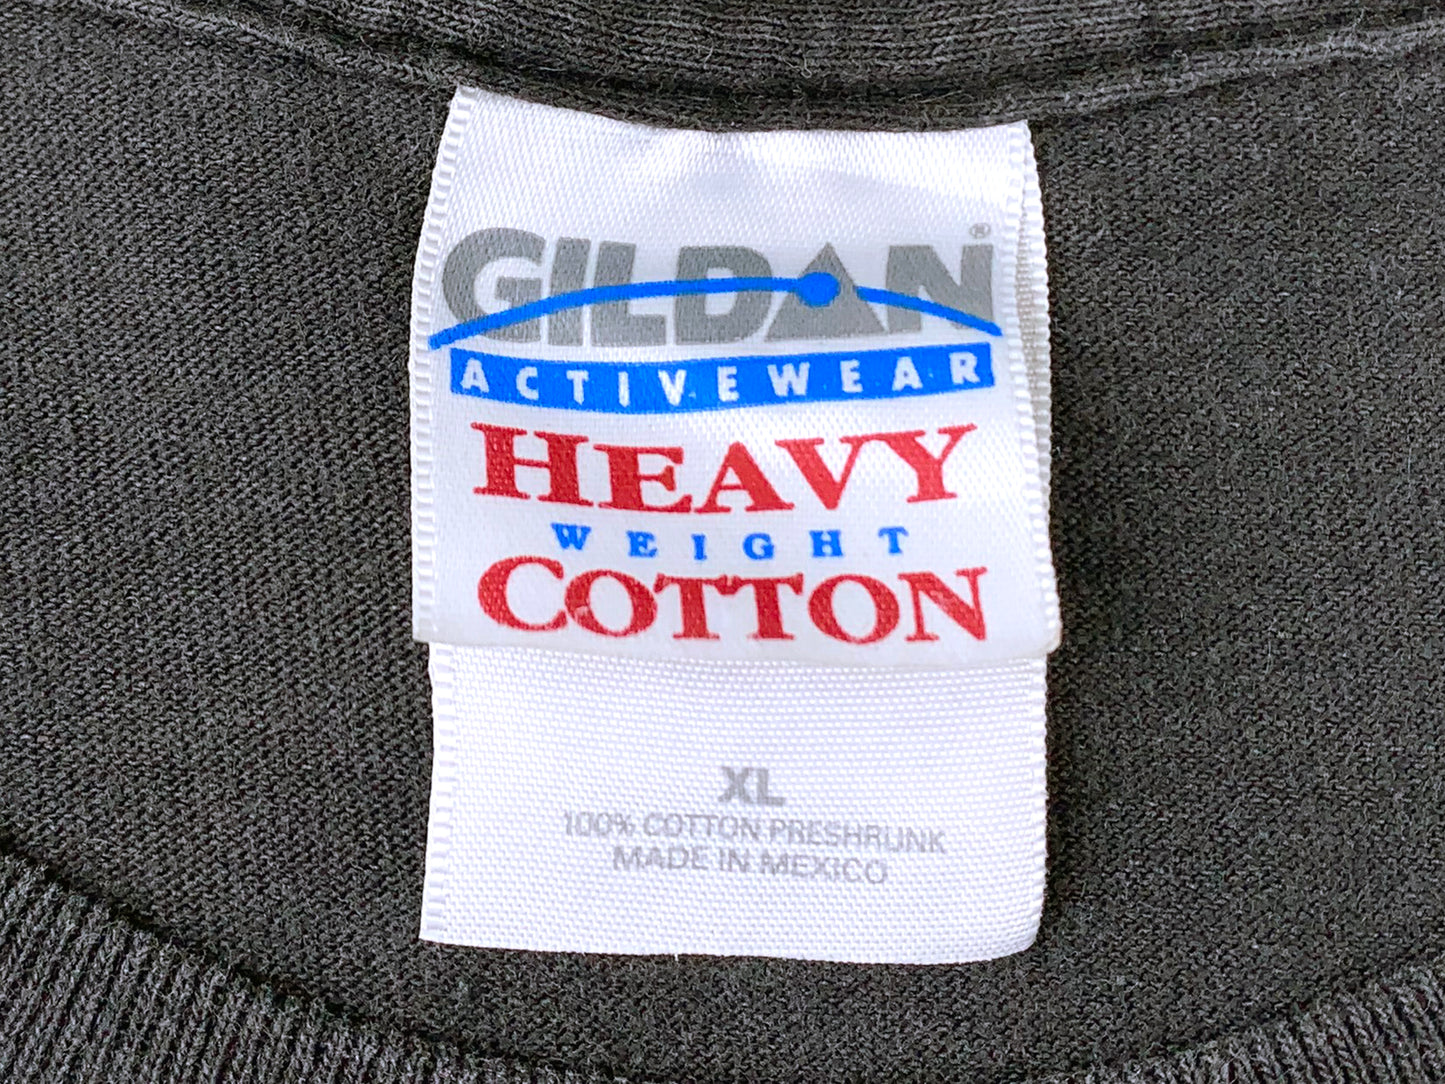 GILDAN®
ACTIVEWEAR
HEAVY
WEIGHT
COTTON
XL
100% COTTON PRESHRUNK
MADE IN MEXICO